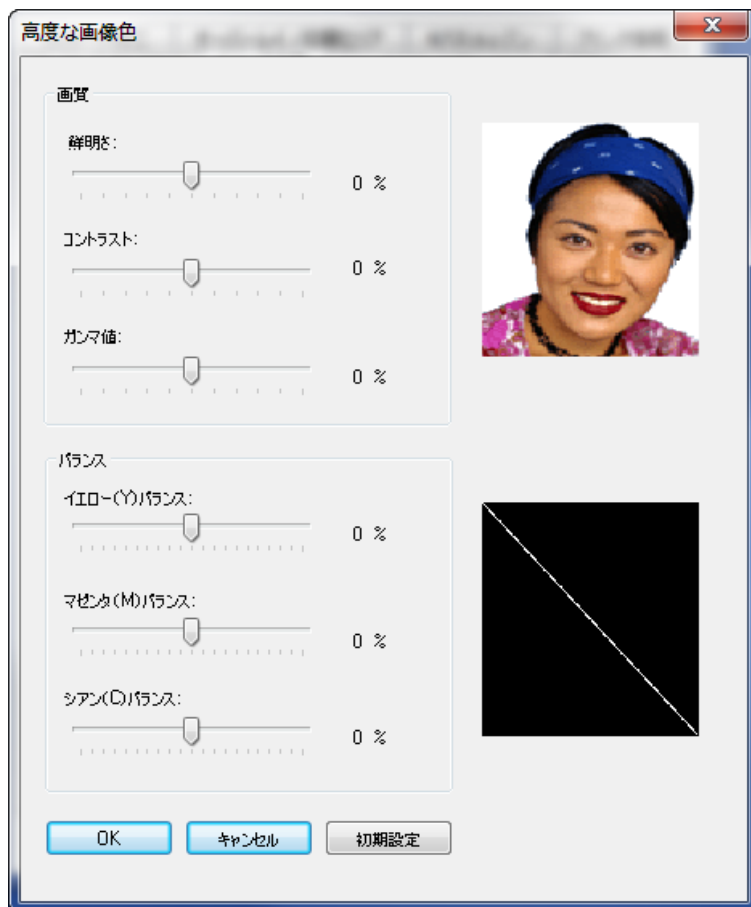 高度な画像色
画質
鮮明さ:
0 %
コントラスト:
0 %
ガンマ値:
0 %
バランス
イエロー(Y)バランス:
0 %
マゼンタ(M)バランス:
0 %
シアン(C)バランス:
0 %
OK
キャンセル
初期設定